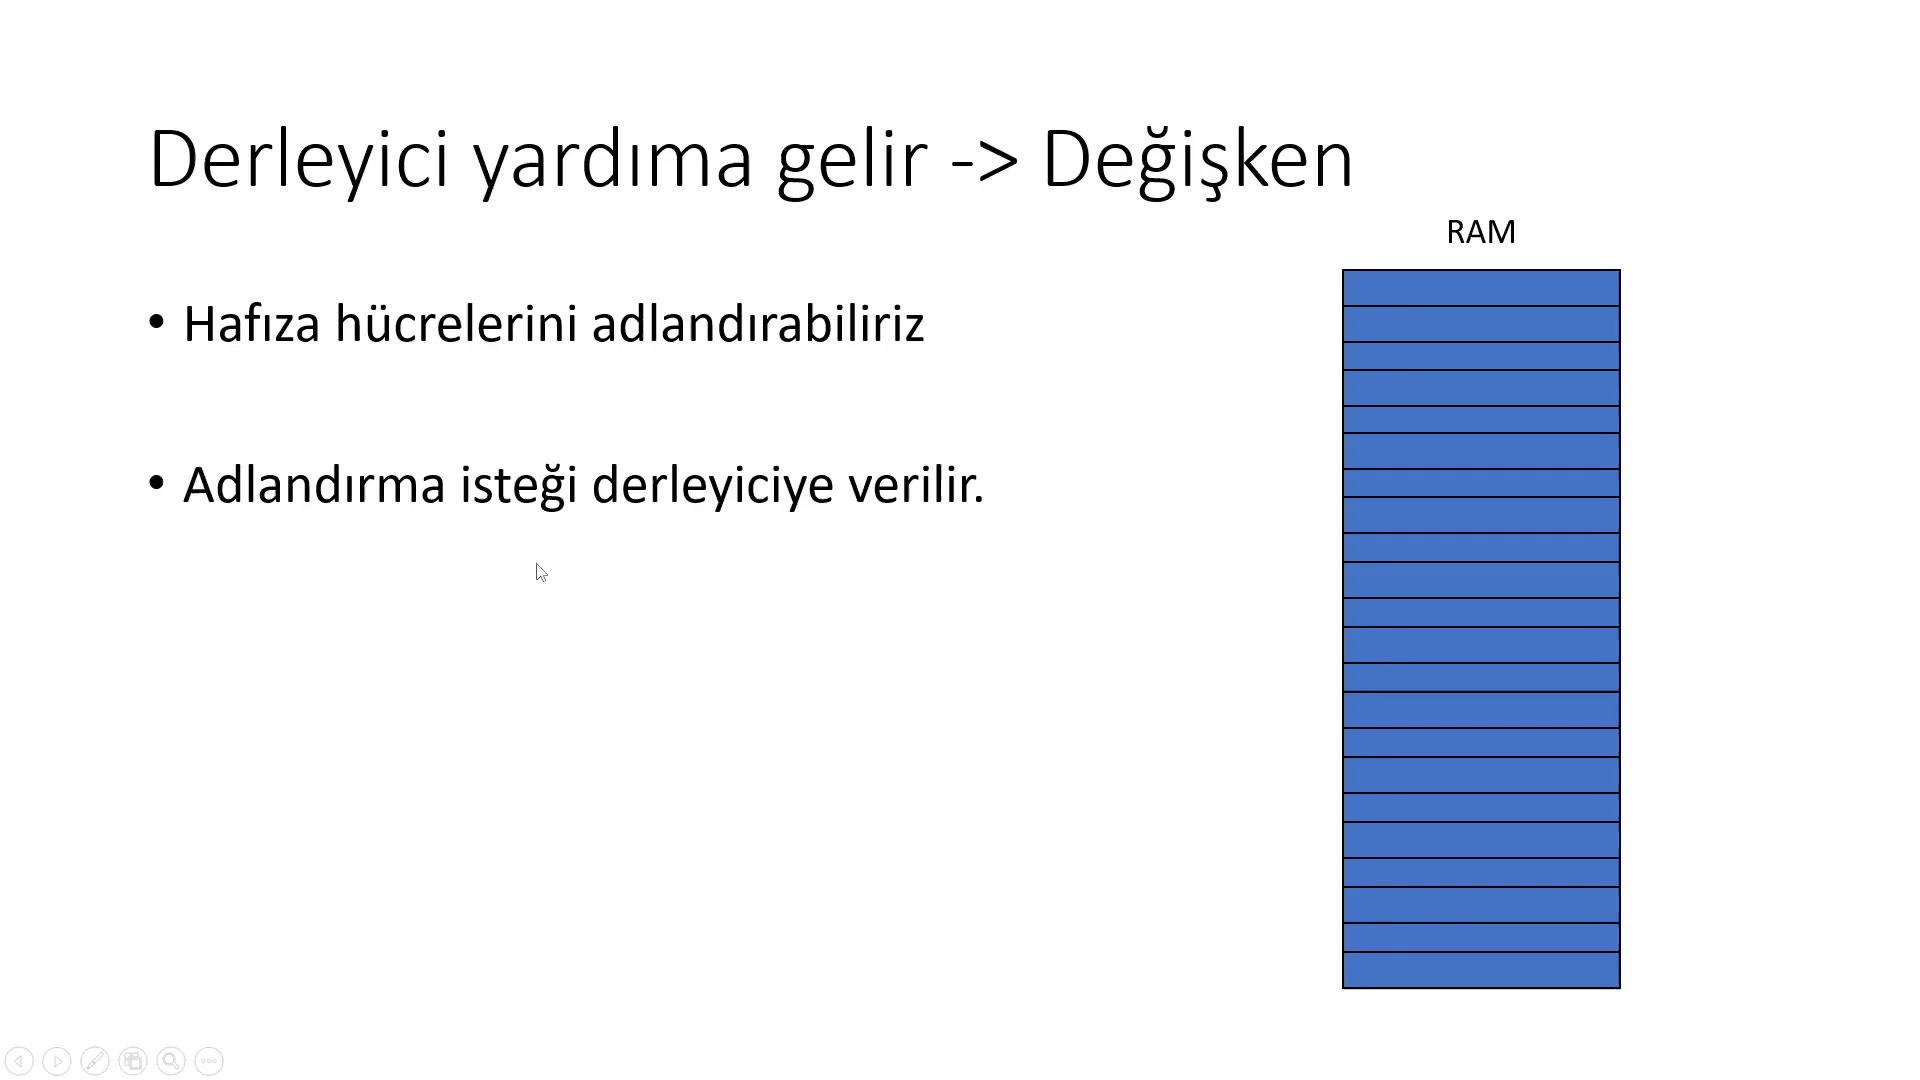 Derleyici yardıma gelir -> Değişken
RAM
• Hafıza hücrelerini adlandırabiliriz
• Adlandırma isteği derleyiciye verilir.